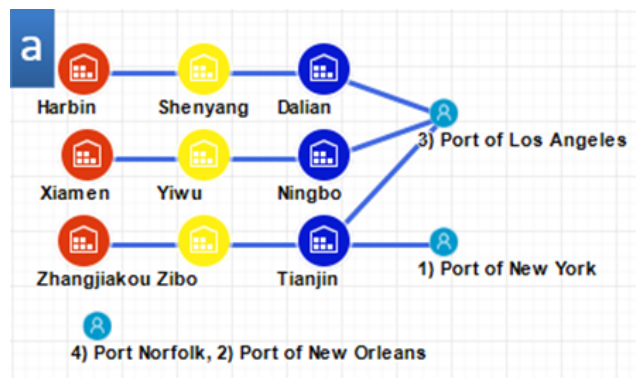 a
Harbin Shenyang Dalian
3) Port of Los Angeles
Xiamen Yiwu Ningbo
Zhangjiakou Zibo Tianjin
1) Port of New York
4) Port Norfolk, 2) Port of New Orleans